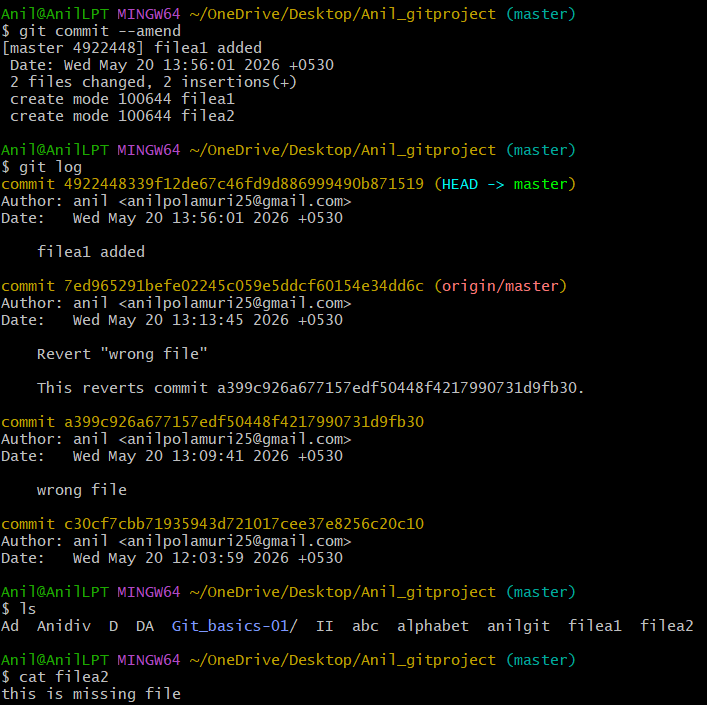 Anil@AnilLPT MINGW64 ~/OneDrive/Desktop/Anil_gitproject (master)
$ git commit --amend
[master 4922448] filea1 added
 Date: Wed May 20 13:56:01 2026 +0530
 2 files changed, 2 insertions(+)
 create mode 100644 filea1
 create mode 100644 filea2
Anil@AnilLPT MINGW64 ~/OneDrive/Desktop/Anil_gitproject (master)
$ git log
commit 4922448339f12de67c46fd9d886999490b871519 (HEAD -> master)
Author: anil <anilpolamuri25@gmail.com>
Date:   Wed May 20 13:56:01 2026 +0530
    filea1 added
commit 7ed965291befe02245c059e5ddcf60154e34dd6c (origin/master)
Author: anil <anilpolamuri25@gmail.com>
Date:   Wed May 20 13:13:45 2026 +0530
    Revert "wrong file"
    This reverts commit a399c926a677157edf50448f4217990731d9fb30.
commit a399c926a677157edf50448f4217990731d9fb30
Author: anil <anilpolamuri25@gmail.com>
Date:   Wed May 20 13:09:41 2026 +0530
    wrong file
commit c30cf7cbb71935943d721017cee37e8256c20c10
Author: anil <anilpolamuri25@gmail.com>
Date:   Wed May 20 12:03:59 2026 +0530
Anil@AnilLPT MINGW64 ~/OneDrive/Desktop/Anil_gitproject (master)
$ ls
Ad  Anidiv  D  DA  Git_basics-01/  II  abc  alphabet  anilgit  filea1  filea2
Anil@AnilLPT MINGW64 ~/OneDrive/Desktop/Anil_gitproject (master)
$ cat filea2
this is missing file